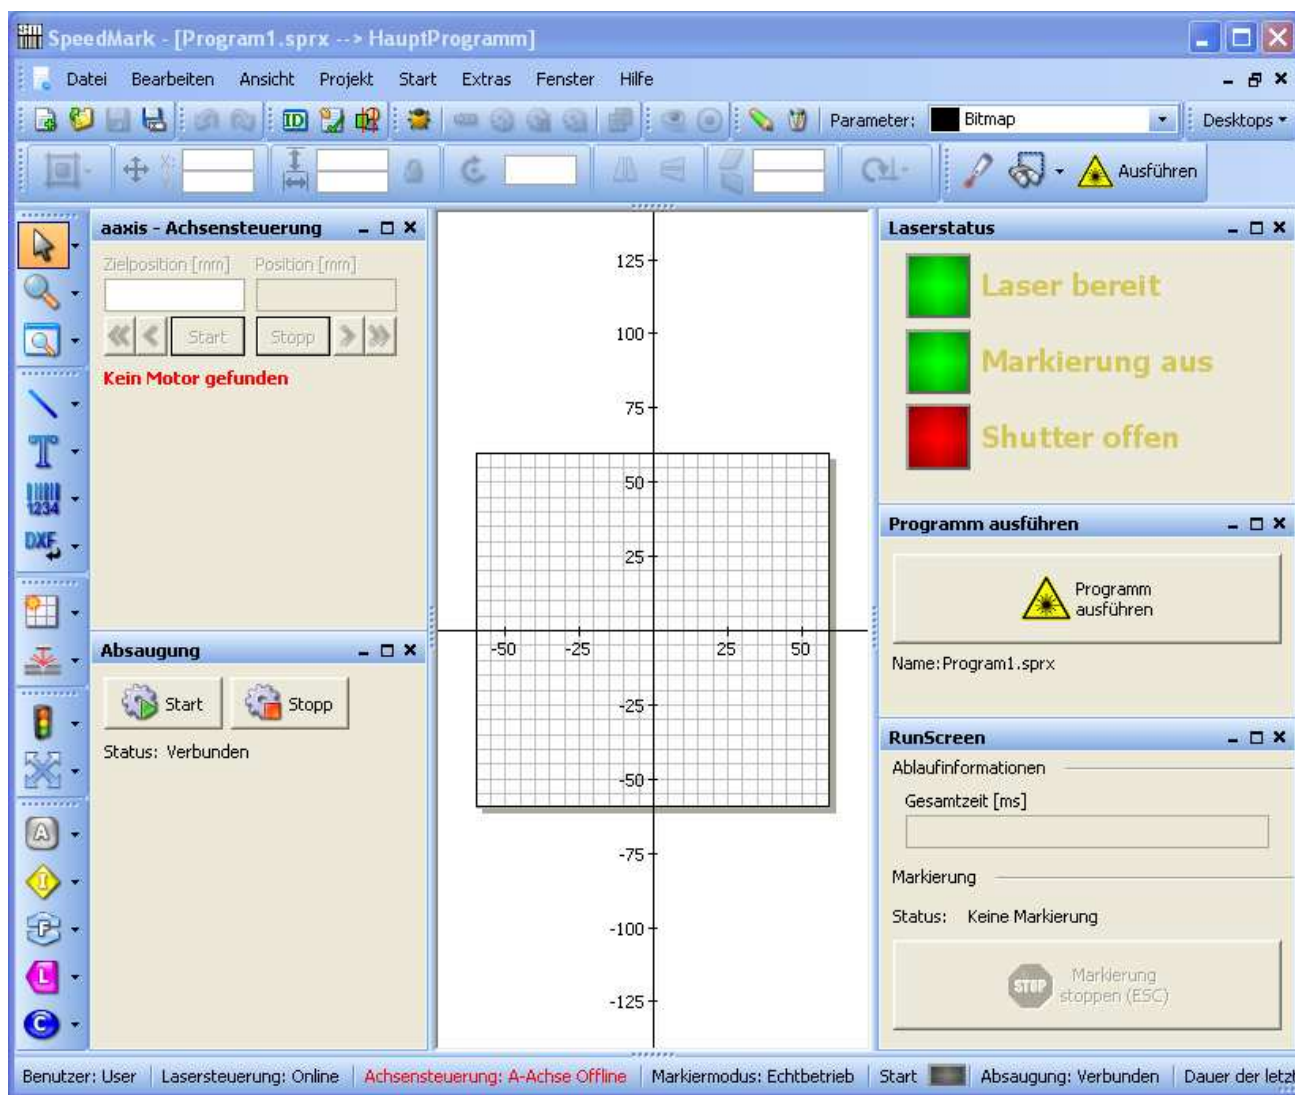 SpeedMark - [Program1.sprx --> HauptProgramm]
Datei Bearbeiten Ansicht Projekt Start Extras Fenster Hilfe
ID Parameter: Bitmap Desktops
X: Ausführen
aaxis - Achsensteuerung
Zielposition [mm] Position [mm]
Start Stopp
Kein Motor gefunden
T
1234
DXF
Absaugung
Start Stopp
Status: Verbunden
A
I
F
L
C
125
100
75
50
25
-50 -25 25 50
-25
-50
-75
-100
-125
Laserstatus
Laser bereit
Markierung aus
Shutter offen
Programm ausführen
Programm
ausführen
Name: Program1.sprx
RunScreen
Ablaufinformationen
Gesamtzeit [ms]
Markierung
Status: Keine Markierung
STOP Markierung
stoppen (ESC)
Benutzer: User Lasersteuerung: Online Achsensteuerung: A-Achse Offline Markiermodus: Echtbetrieb Start Absaugung: Verbunden Dauer der